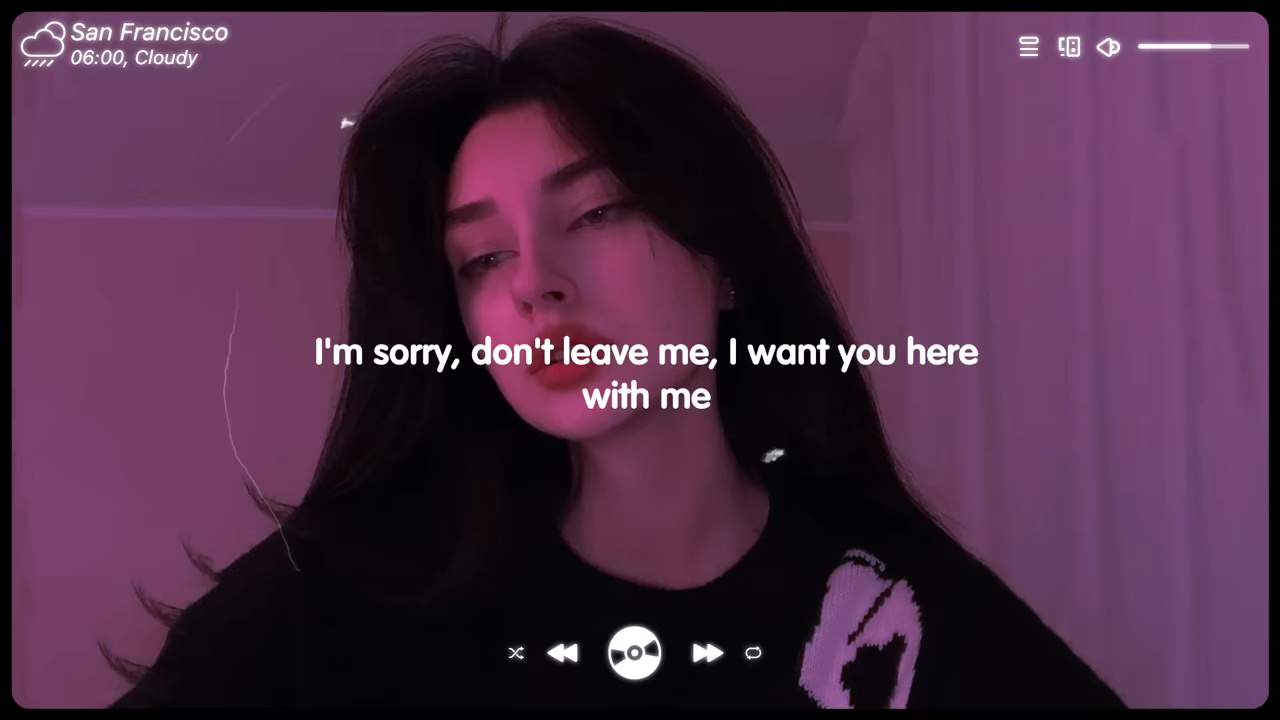 San Francisco
06:00, Cloudy
I'm sorry, don't leave me, I want you here
with me